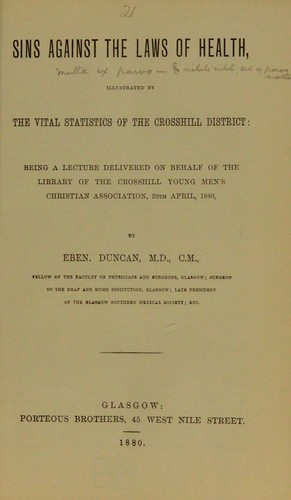 21
SINS AGAINST THE LAWS OF HEALTH,
Multa ex parvo
ILLUSTRATED BY
THE VITAL STATISTICS OF THE CROSSHILL DISTRICT:
BEING A LECTURE DELIVERED ON BEHALF OF THE
LIBRARY OF THE CROSSHILL YOUNG MEN'S
CHRISTIAN ASSOCIATION, 29TH APRIL, 1880,
BY
EBEN. DUNCAN, M.D., C.M.,
FELLOW OF THE FACULTY OF PHYSICIANS AND SURGEONS, GLASGOW; SURGEON
TO THE DEAF AND DUMB INSTITUTION, GLASGOW; LATE PRESIDENT
OF THE GLASGOW SOUTHERN MEDICAL SOCIETY; ETC.
GLASGOW:
PORTEOUS BROTHERS, 45 WEST NILE STREET.
1880.